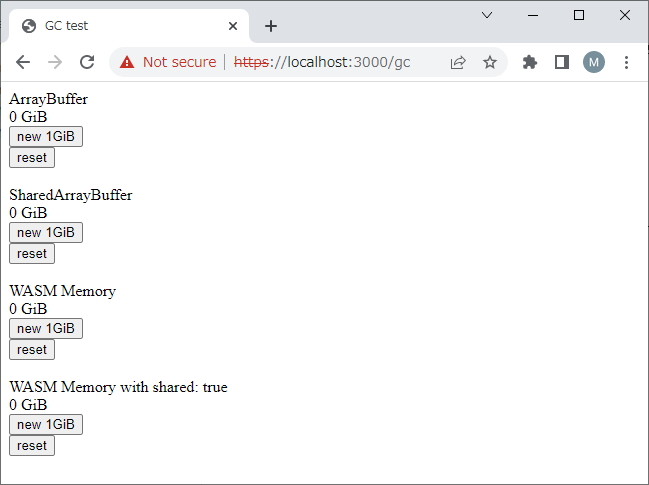 GC test
Not secure https://localhost:3000/gc
M
ArrayBuffer
0 GiB
new 1GiB
reset
SharedArrayBuffer
0 GiB
new 1GiB
reset
WASM Memory
0 GiB
new 1GiB
reset
WASM Memory with shared: true
0 GiB
new 1GiB
reset